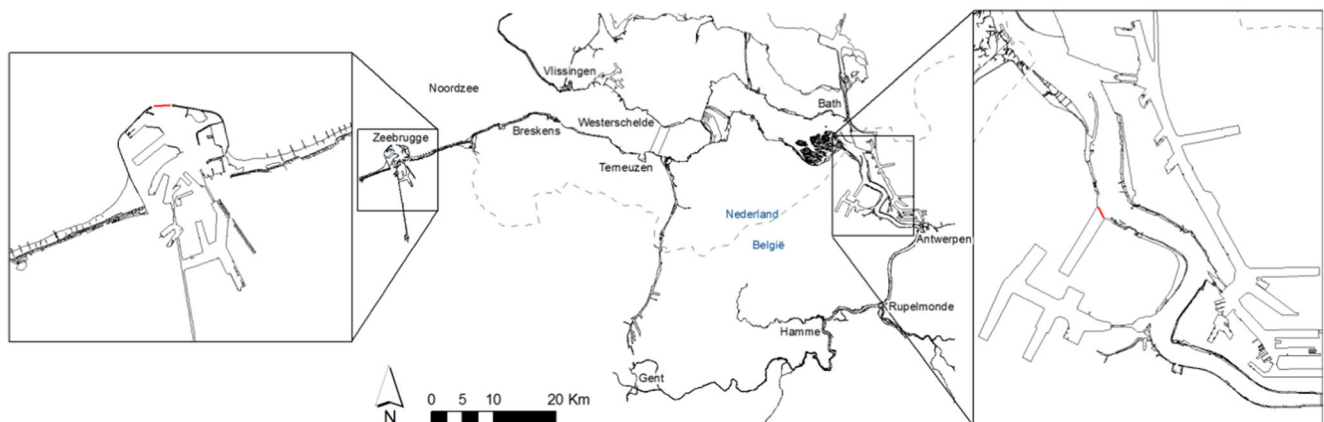 Vlissingen
Noordzee
Bath
Westerschelde
Breskens
Zeebrugge
Terneuzen
Nederland
Antwerpen
België
Rupelmonde
Hamme
Gent
0 5 10 20 Km
N